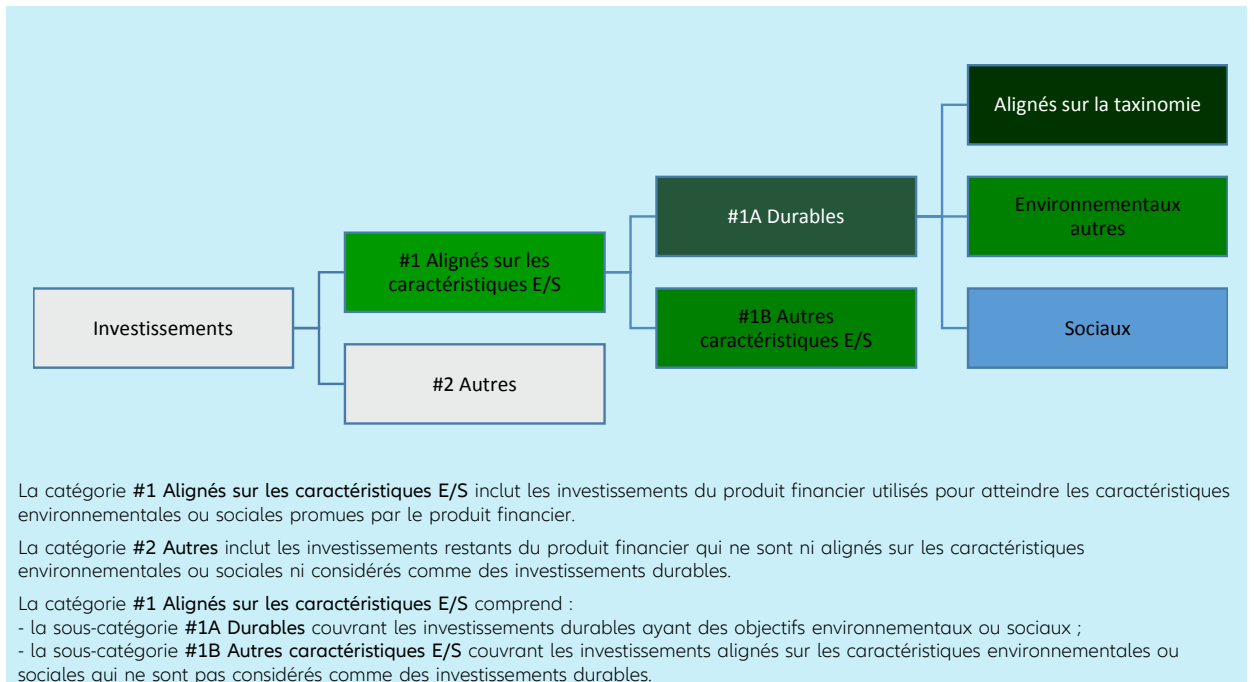 Alignés sur la taxinomie
#1A Durables
Environnementaux
autres
#1 Alignés sur les
caractéristiques E/S
Investissements
#1B Autres
caractéristiques E/S
Sociaux
#2 Autres
La catégorie #1 Alignés sur les caractéristiques E/S inclut les investissements du produit financier utilisés pour atteindre les caractéristiques
environnementales ou sociales promues par le produit financier.
La catégorie #2 Autres inclut les investissements restants du produit financier qui ne sont ni alignés sur les caractéristiques
environnementales ou sociales ni considérés comme des investissements durables.
La catégorie #1 Alignés sur les caractéristiques E/S comprend :
- la sous-catégorie #1A Durables couvrant les investissements durables ayant des objectifs environnementaux ou sociaux ;
- la sous-catégorie #1B Autres caractéristiques E/S couvrant les investissements alignés sur les caractéristiques environnementales ou
sociales qui ne sont pas considérés comme des investissements durables.